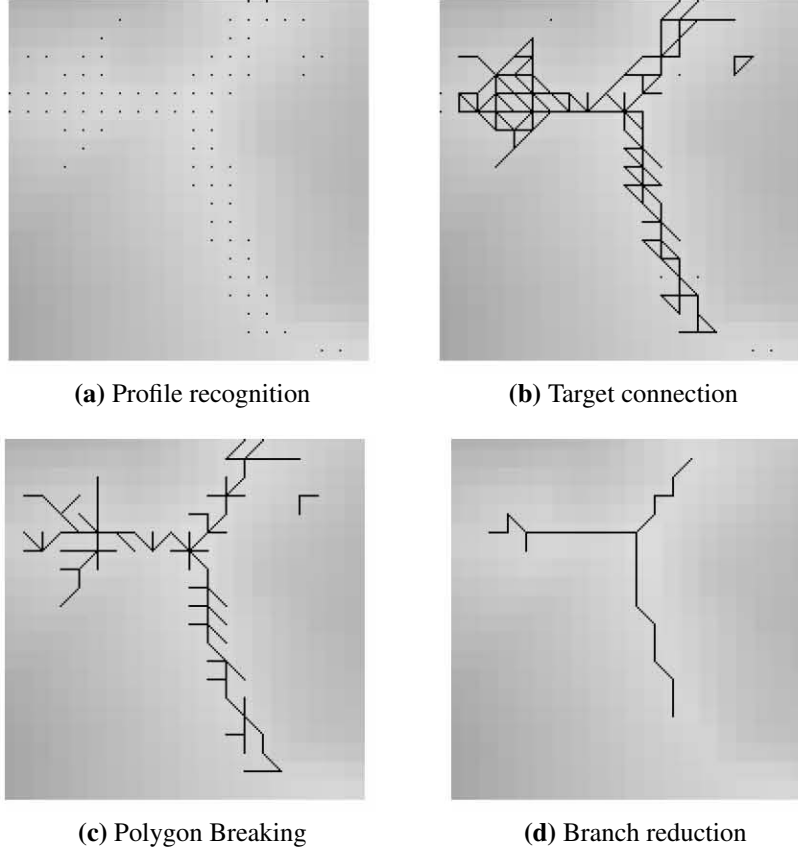 (a) Profile recognition
(b) Target connection
(c) Polygon Breaking
(d) Branch reduction